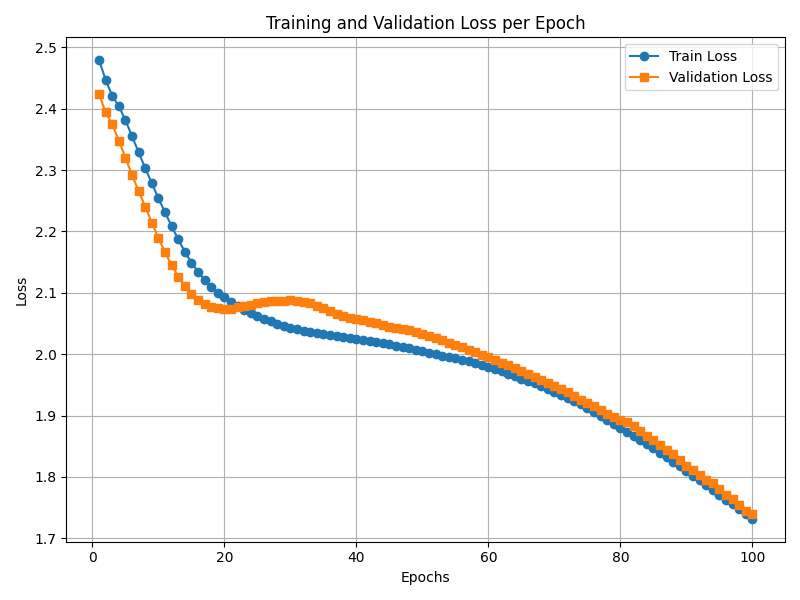 Training and Validation Loss per Epoch
Train Loss
Validation Loss
2.5
2.4
2.3
2.2
2.1
2.0
1.9
1.8
1.7
Loss
0 20 40 60 80 100
Epochs